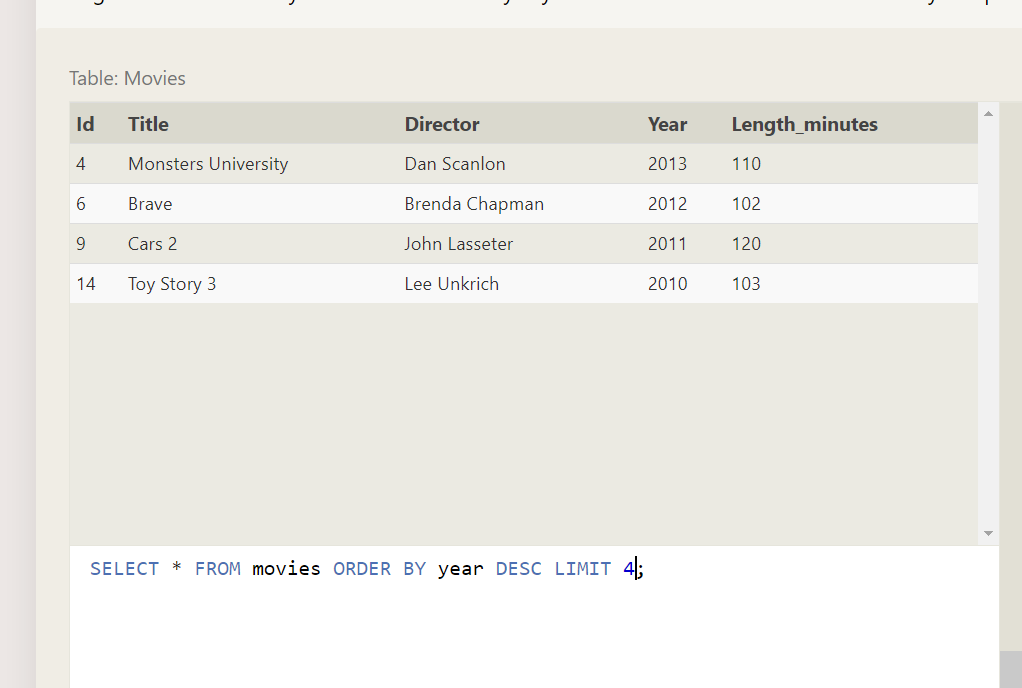 Table: Movies
Id Title Director Year Length_minutes
4 Monsters University Dan Scanlon 2013 110
6 Brave Brenda Chapman 2012 102
9 Cars 2 John Lasseter 2011 120
14 Toy Story 3 Lee Unkrich 2010 103
SELECT * FROM movies ORDER BY year DESC LIMIT 4;